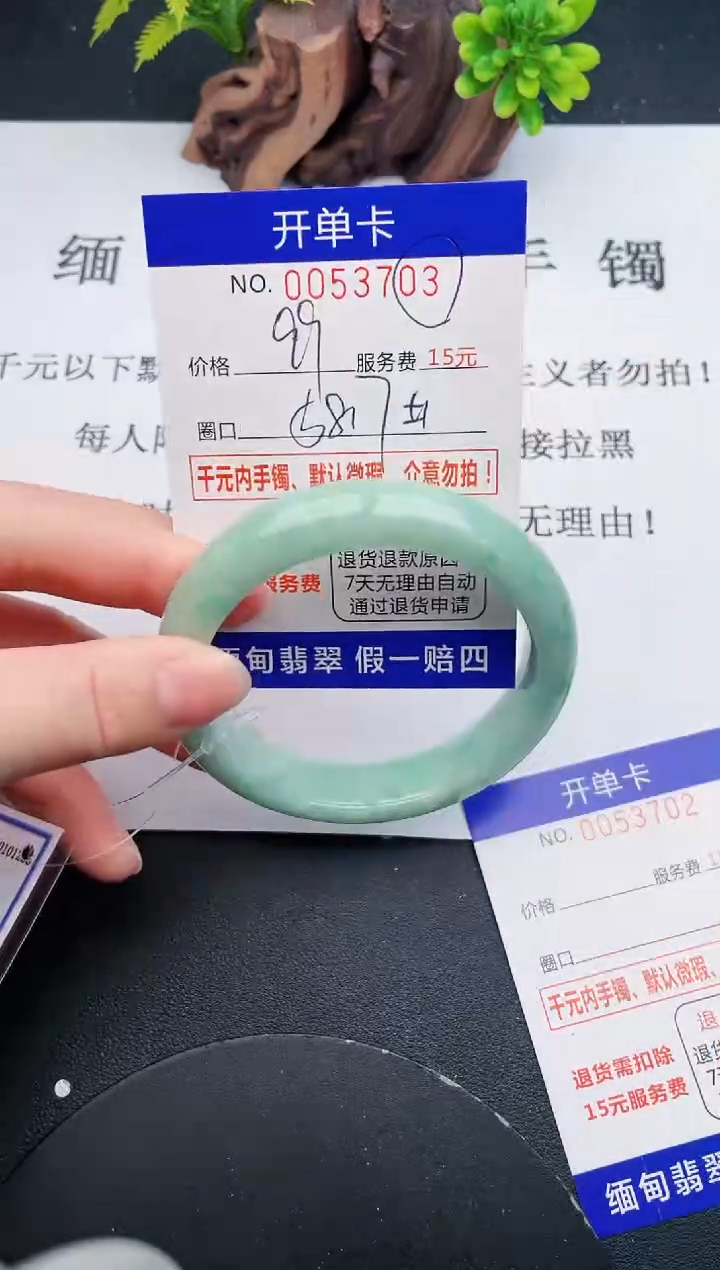 缅 手 镯
千元以下默 主义者勿拍！
每人 接拉黑
无理由！
开单卡
NO. 0053703
价格 99 服务费 15元
圈口 58
千元内手镯、默认微瑕、介意勿拍！
退货退款原因
服务费 7天无理由自动
通过退货申请
缅甸翡翠 假一赔四
开单卡
NO. 0053702
价格 服务费
圈口
千元内手镯、默认微瑕、
退货需扣除
15元服务费
缅甸翡翠